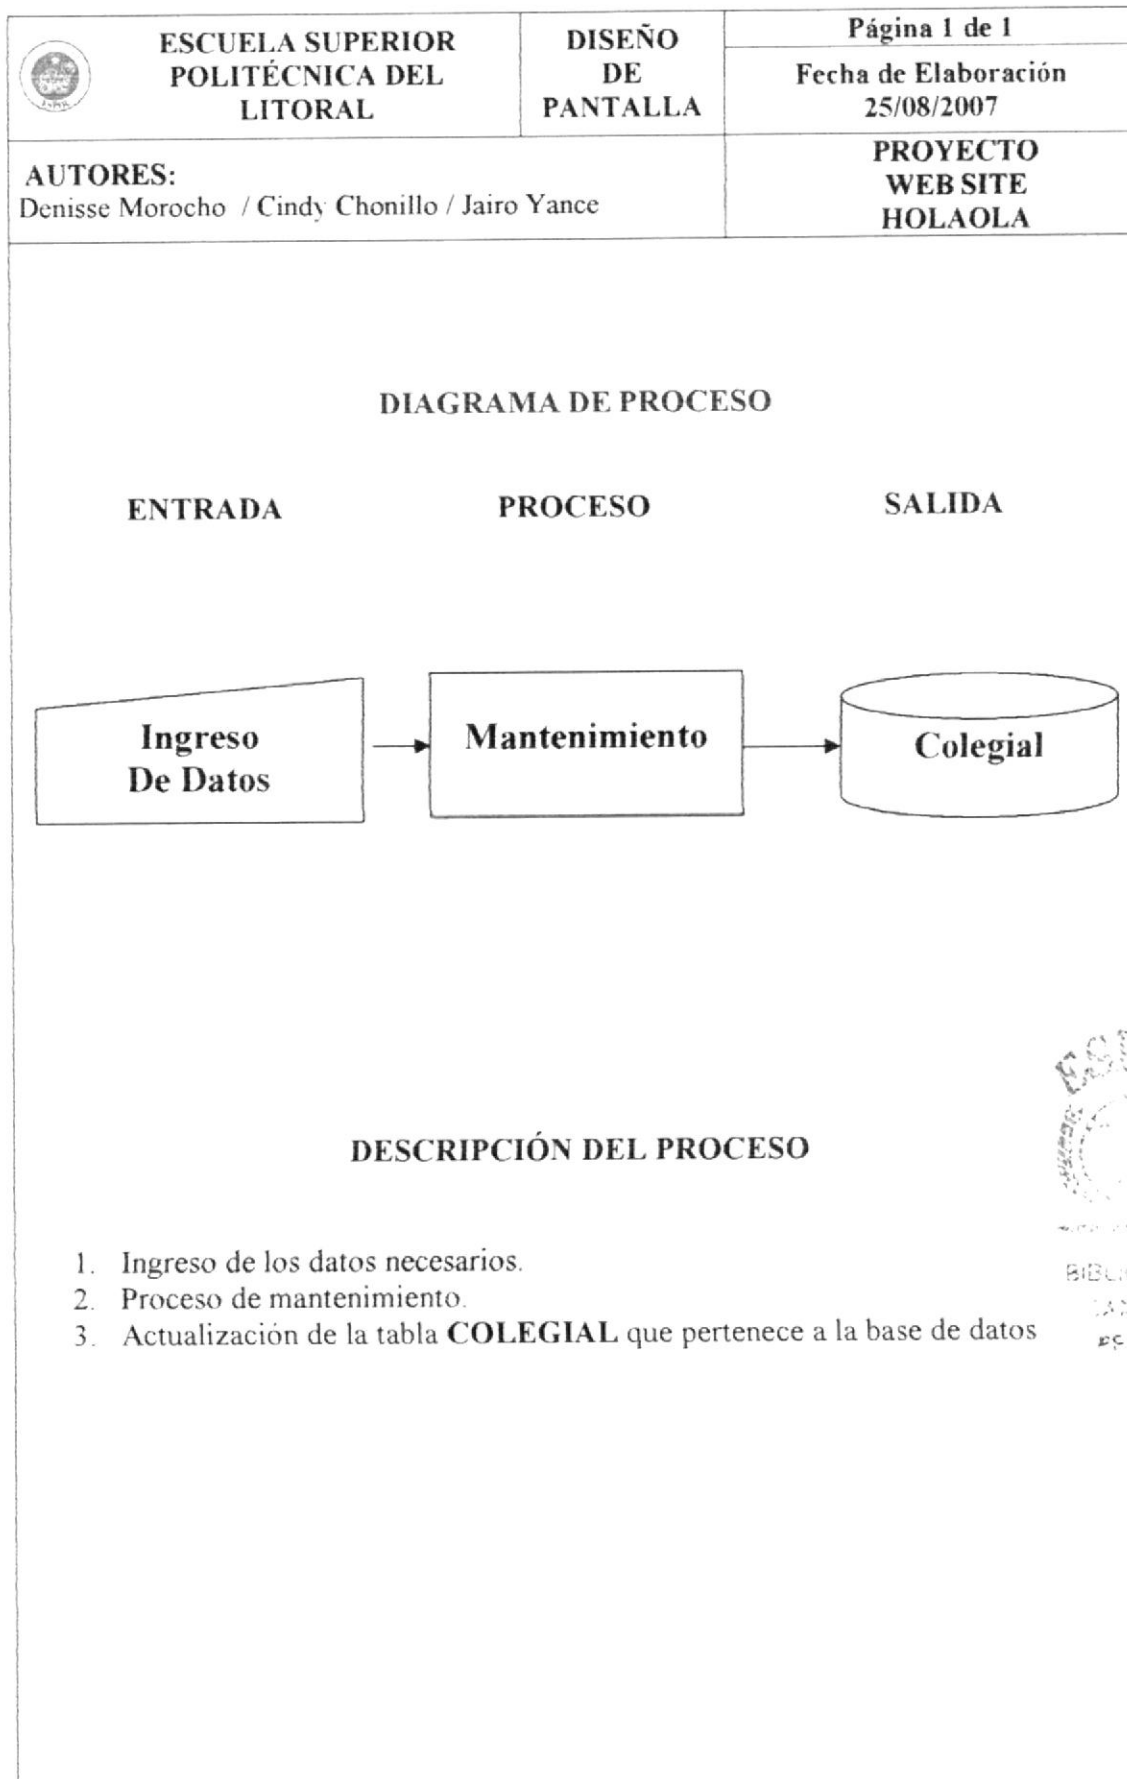 ESCUELA SUPERIOR
POLITÉCNICA DEL
LITORAL
DISEÑO
DE
PANTALLA
Página 1 de 1
Fecha de Elaboración
25/08/2007
AUTORES:
Denisse Morocho / Cindy Chonillo / Jairo Yance
PROYECTO
WEB SITE
HOLAOLA
DIAGRAMA DE PROCESO
ENTRADA PROCESO SALIDA
Ingreso
De Datos
Mantenimiento
Colegial
DESCRIPCIÓN DEL PROCESO
1. Ingreso de los datos necesarios.
2. Proceso de mantenimiento.
3. Actualización de la tabla COLEGIAL que pertenece a la base de datos